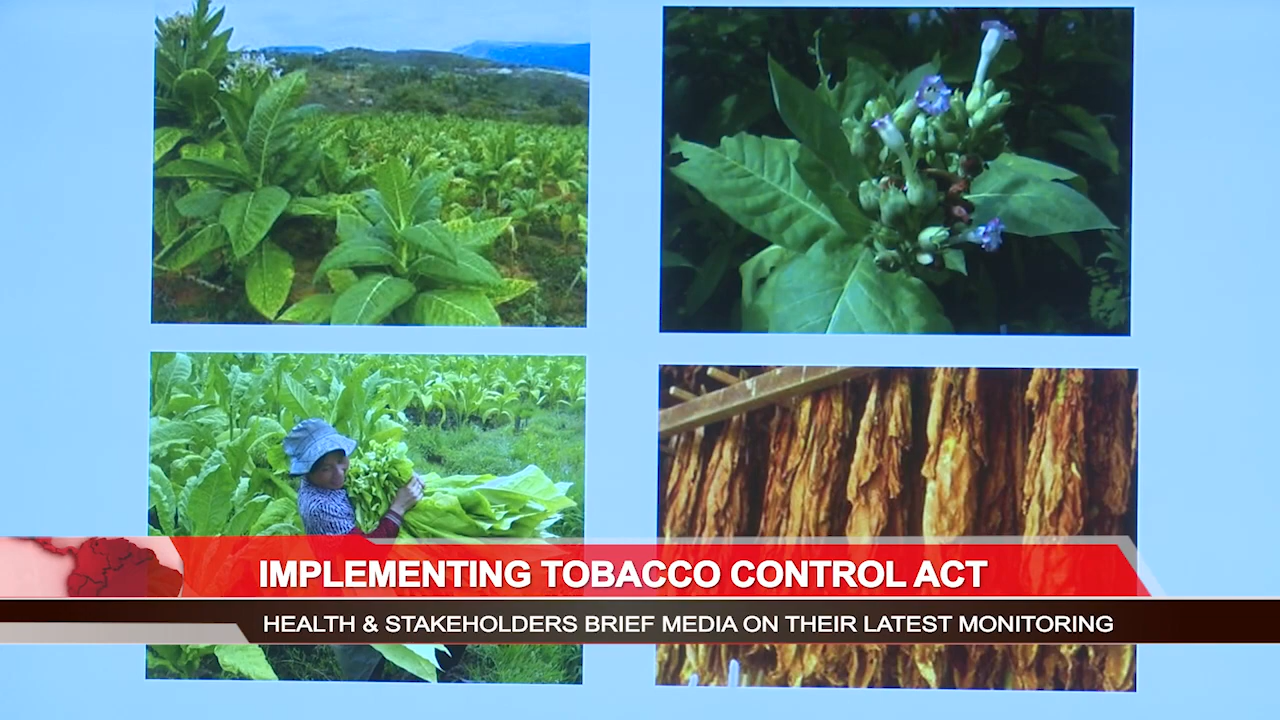 IMPLEMENTING TOBACCO CONTROL ACT
HEALTH & STAKEHOLDERS BRIEF MEDIA ON THEIR LATEST MONITORING